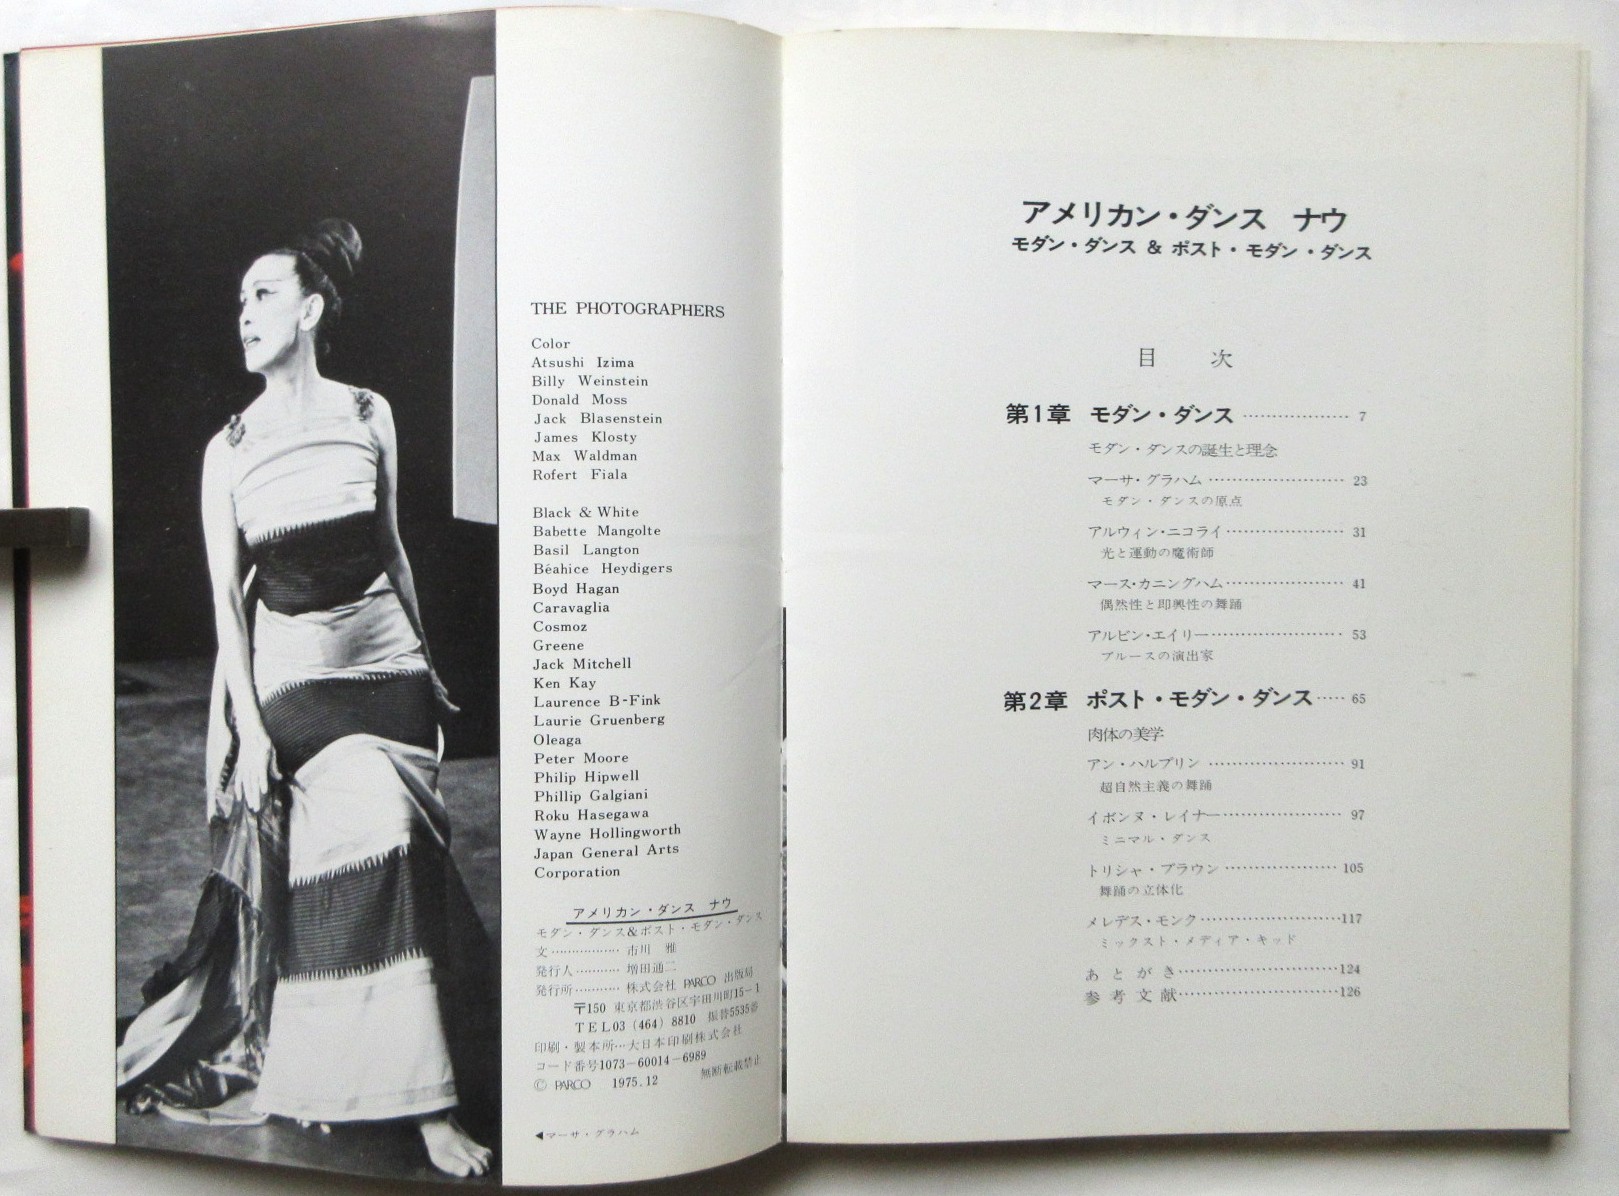 THE PHOTOGRAPHERS
Color
Atsushi Izima
Billy Weinstein
Donald Moss
Jack Blasenstein
James Klosty
Max Waldman
Rofert Fiala
Black & White
Babette Mangolte
Basil Langton
Béahice Heydigers
Boyd Hagan
Caravaglia
Cosmoz
Greene
Jack Mitchell
Ken Kay
Laurence B-Fink
Laurie Gruenberg
Oleaga
Peter Moore
Philip Hipwell
Phillip Galgiani
Roku Hasegawa
Wayne Hollingworth
Japan General Arts
Corporation
アメリカン・ダンス ナウ
モダン・ダンス&ポスト・モダン・ダンス
文………………市川 雅
発行人…………増田通二
発行所…………株式会社 PARCO 出版局
〒150 東京都渋谷区宇田川町15-1
TEL03 (464) 8810 振替5535番
印刷・製本所…大日本印刷株式会社
コード番号1073-60014-6989
© PARCO 1975.12 無断転載禁止
◀マーサ・グラハム
アメリカン・ダンス ナウ
モダン・ダンス & ポスト・モダン・ダンス
目 次
第1章 モダン・ダンス ……………… 7
モダン・ダンスの誕生と理念
マーサ・グラハム …………………… 23
モダン・ダンスの原点
アルウィン・ニコライ ………………… 31
光と運動の魔術師
マース・カニングハム………………… 41
偶然性と即興性の舞踊
アルビン・エイリー…………………… 53
ブルースの演出家
第2章 ポスト・モダン・ダンス…… 65
肉体の美学
アン・ハルプリン …………………… 91
超自然主義の舞踊
イボンヌ・レイナー………………… 97
ミニマル・ダンス
トリシャ・ブラウン ………………… 105
舞踊の立体化
メレデス・モンク……………………117
ミックスト・メディア・キッド
あ と が き………………………124
参 考 文 献………………………126